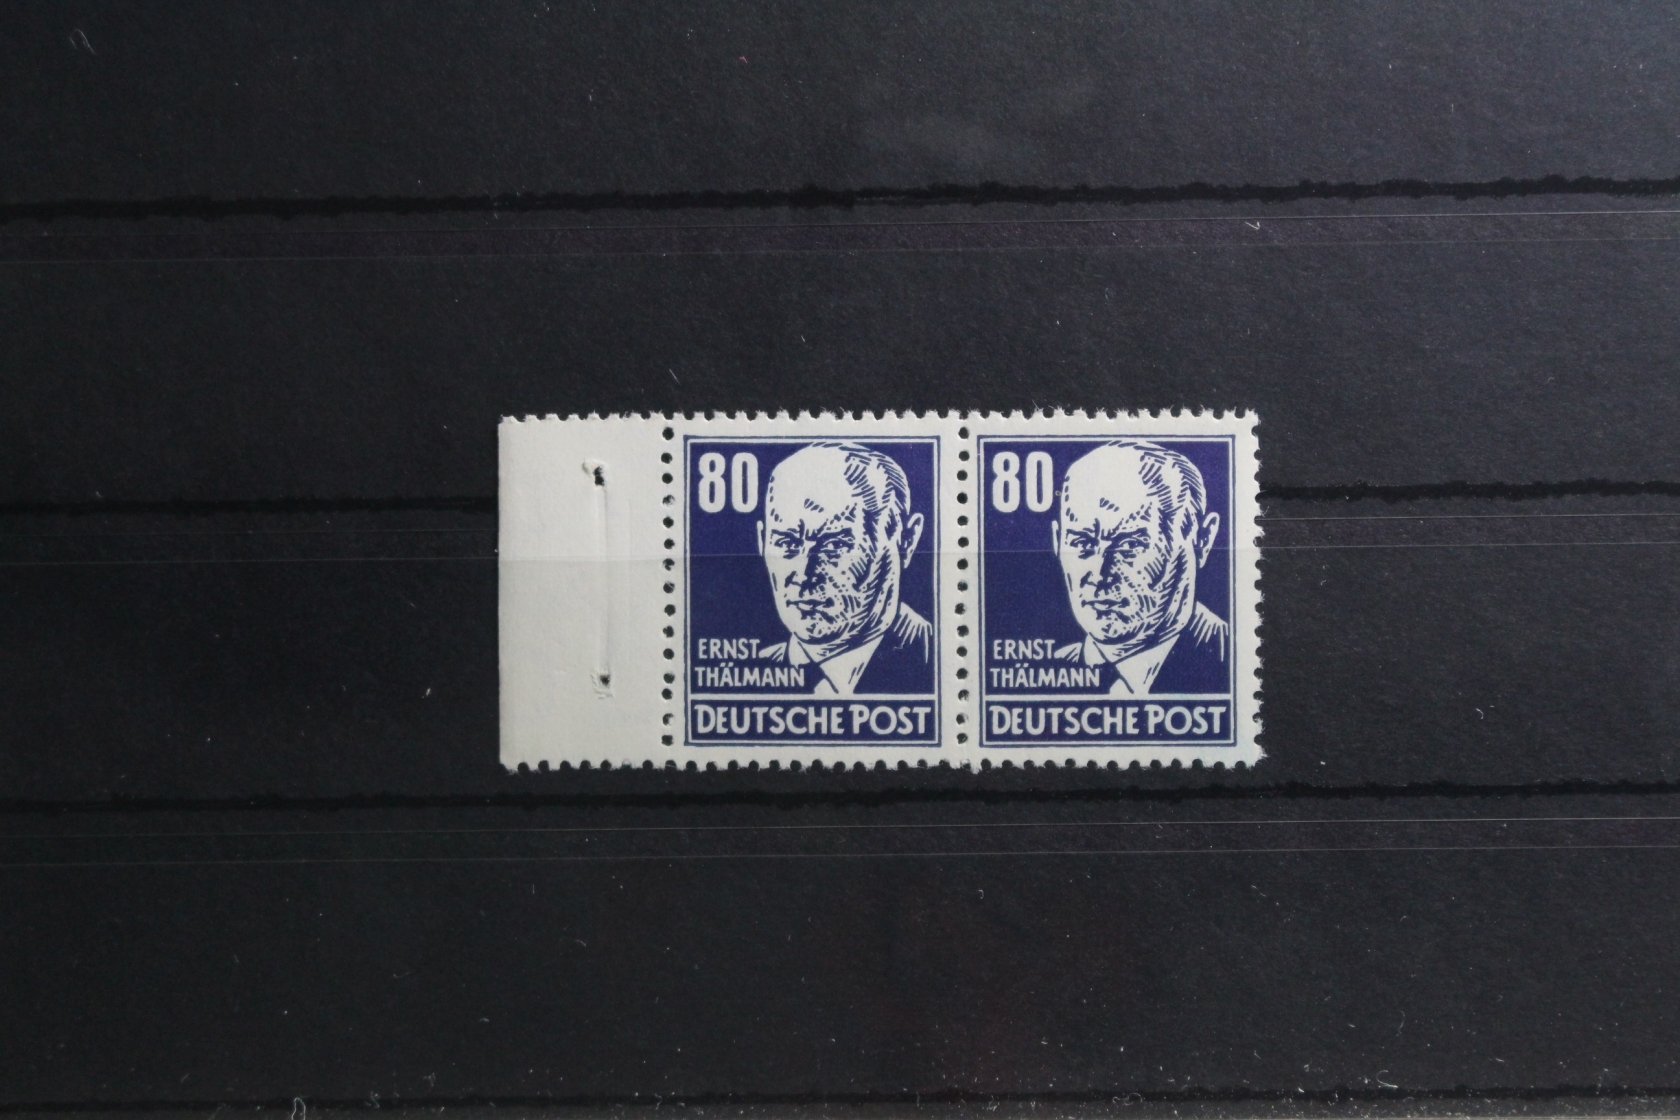 80
ERNST
THÄLMANN
DEUTSCHE POST
80
ERNST
THÄLMANN
DEUTSCHE POST